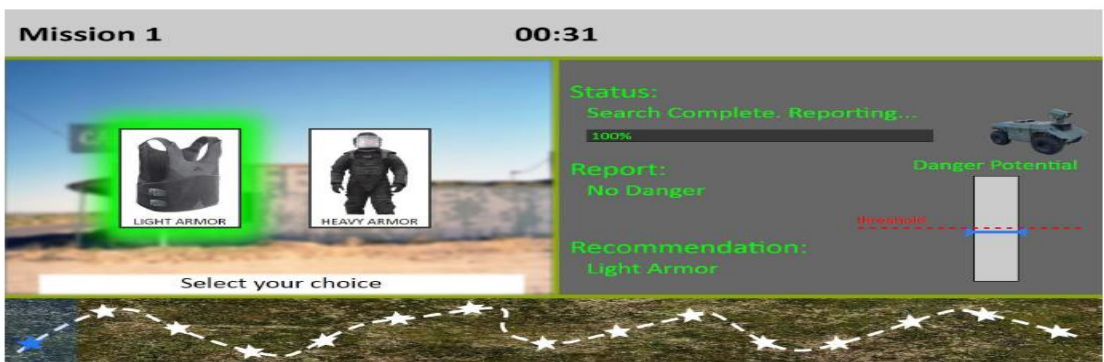 Mission 1
00:31
LIGHT ARMOR
HEAVY ARMOR
Select your choice
Status:
Search Complete. Reporting...
100%
Report:
No Danger
Danger Potential
threshold
Recommendation:
Light Armor